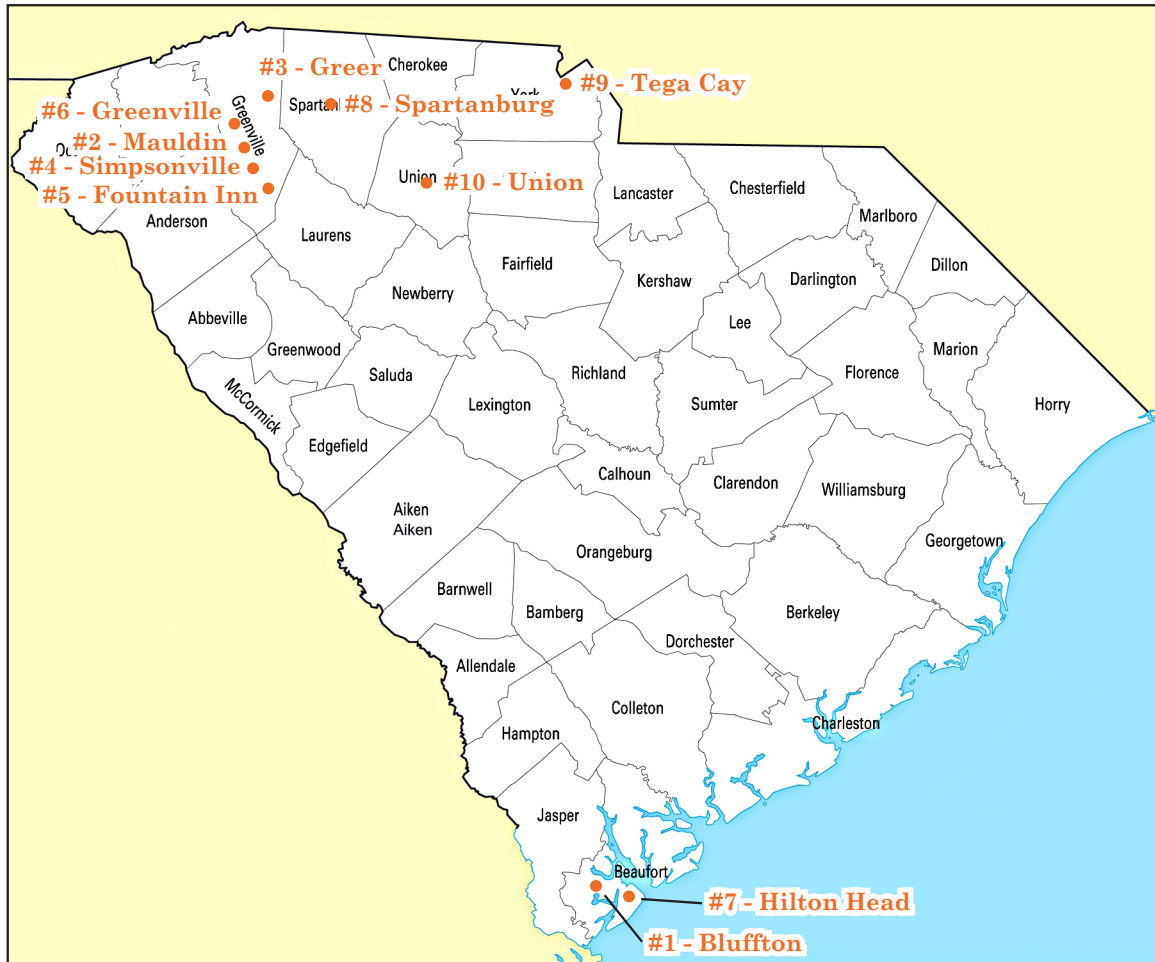 Cherokee
#3 - Greer
#9 - Tega Cay
York
Spartan
#8 - Spartanburg
#6 - Greenville
Greenville
#2 - Mauldin
#4 - Simpsonville
#5 - Fountain Inn
Union
#10 - Union
Lancaster
Chesterfield
Marlboro
Anderson
Laurens
Fairfield
Kershaw
Darlington
Dillon
Newberry
Abbeville
Greenwood
Lee
Marion
Saluda
Richland
Florence
McCormick
Lexington
Sumter
Horry
Edgefield
Calhoun
Clarendon
Williamsburg
Aiken
Aiken
Orangeburg
Georgetown
Barnwell
Bamberg
Berkeley
Allendale
Dorchester
Colleton
Hampton
Charleston
Jasper
Beaufort
#7 - Hilton Head
#1 - Bluffton